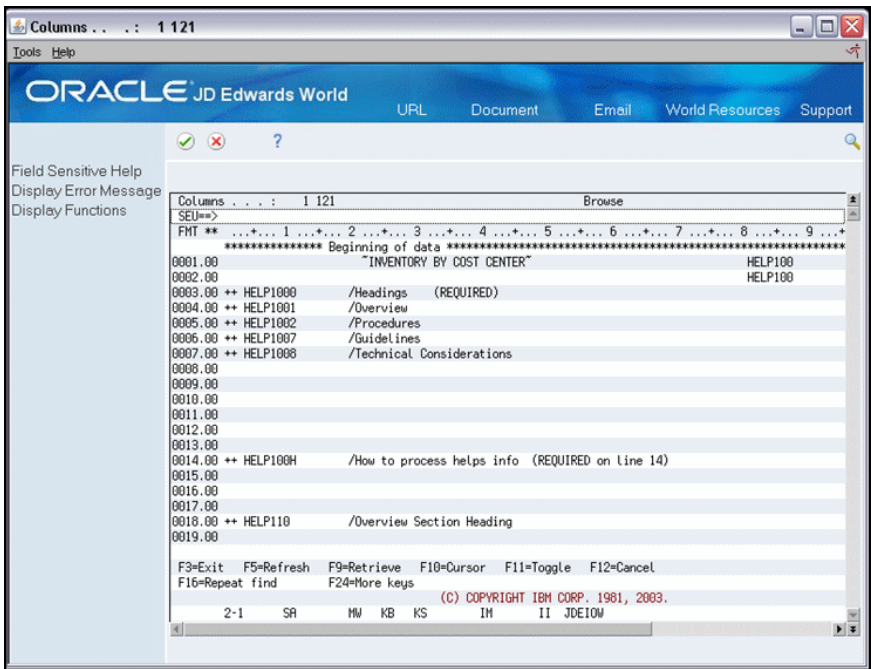 Columns . . . : 1 121
Tools Help
ORACLE JD Edwards World
URL Document Email World Resources Support
?
Field Sensitive Help
Display Error Message
Display Functions
Columns . . . : 1 121 Browse
SEU==>
FMT ** ...+... 1 ...+... 2 ...+... 3 ...+... 4 ...+... 5 ...+... 6 ...+... 7 ...+... 8 ...+... 9 ...+
*************** Beginning of data **********************************************************
0001.00 ~INVENTORY BY COST CENTER~ HELP100
0002.00 HELP100
0003.00 ++ HELP1000 /Headings (REQUIRED)
0004.00 ++ HELP1001 /Overview
0005.00 ++ HELP1002 /Procedures
0006.00 ++ HELP1007 /Guidelines
0007.00 ++ HELP1008 /Technical Considerations
0008.00
0009.00
0010.00
0011.00
0012.00
0013.00
0014.00 ++ HELP100H /How to process helps info (REQUIRED on line 14)
0015.00
0016.00
0017.00
0018.00 ++ HELP110 /Overview Section Heading
0019.00
F3=Exit F5=Refresh F9=Retrieve F10=Cursor F11=Toggle F12=Cancel
F16=Repeat find F24=More keys
(C) COPYRIGHT IBM CORP. 1981, 2003.
2-1 SA MW KB KS IM II JDEIOW